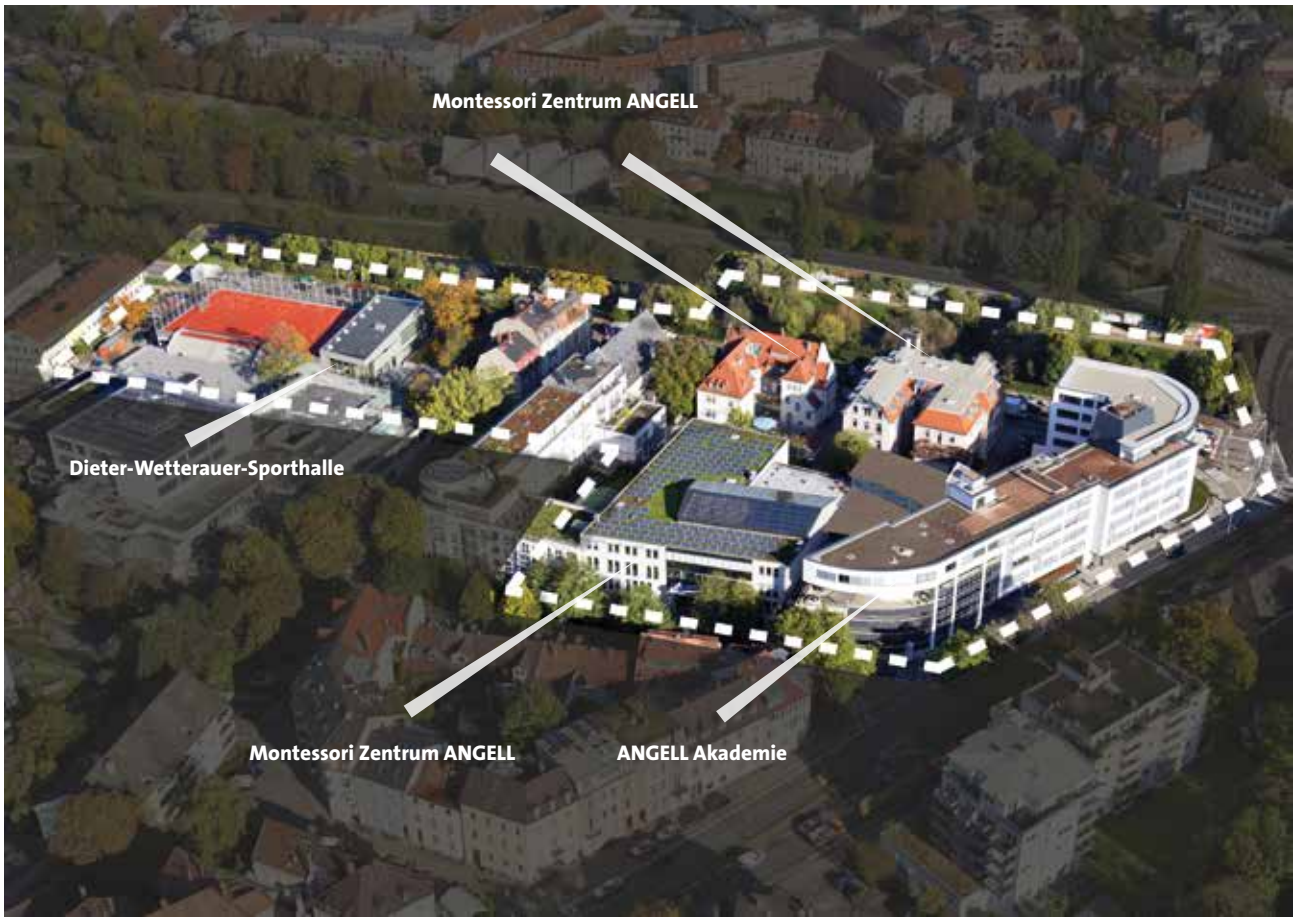 Montessori Zentrum ANGELL
Dieter-Wetterauer-Sporthalle
Montessori Zentrum ANGELL
ANGELL Akademie